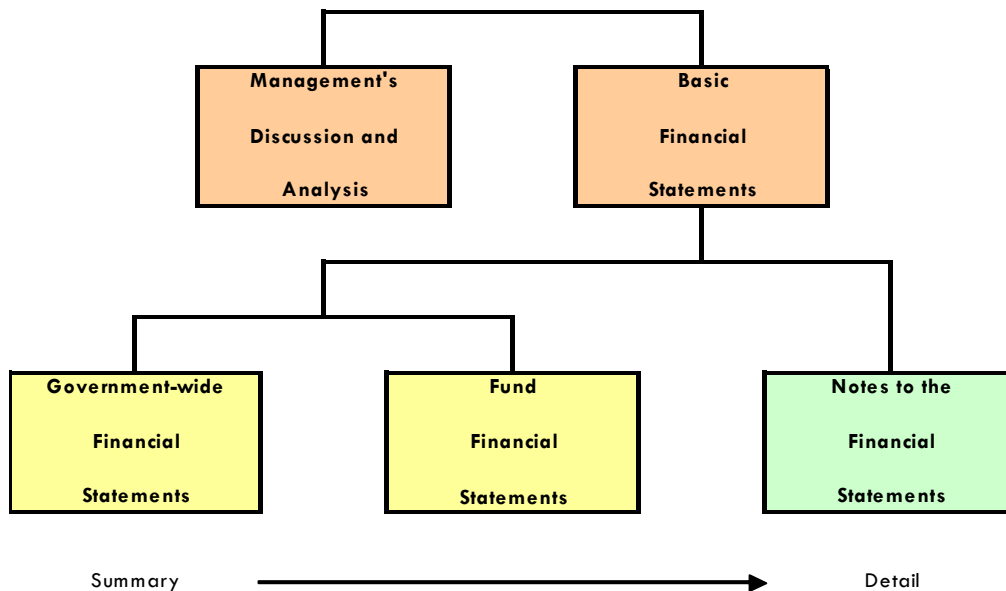 Management's
Discussion and
Analysis
Basic
Financial
Statements
Government-wide
Financial
Statements
Fund
Financial
Statements
Notes to the
Financial
Statements
Summary
Detail